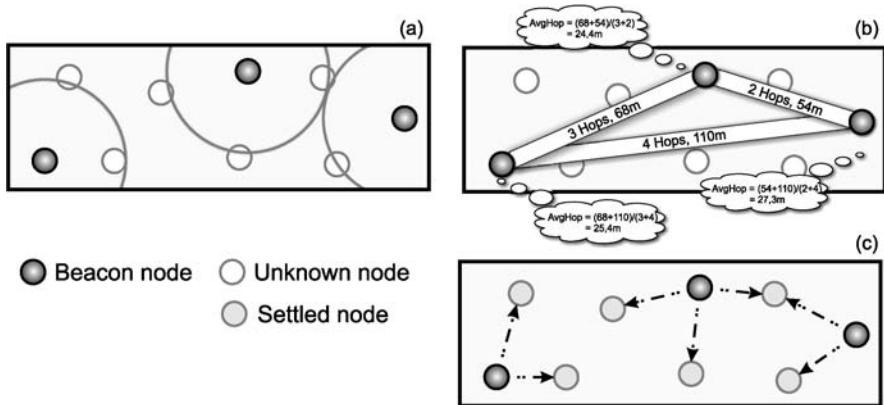 (a)
AvgHop = (68+54)/(3+2)
= 24,4m
(b)
3 Hops, 68m
2 Hops, 54m
4 Hops, 110m
AvgHop = (54+110)/(2+4)
= 27,3m
AvgHop = (68+110)/(3+4)
= 25,4m
Beacon node
Unknown node
Settled node
(c)